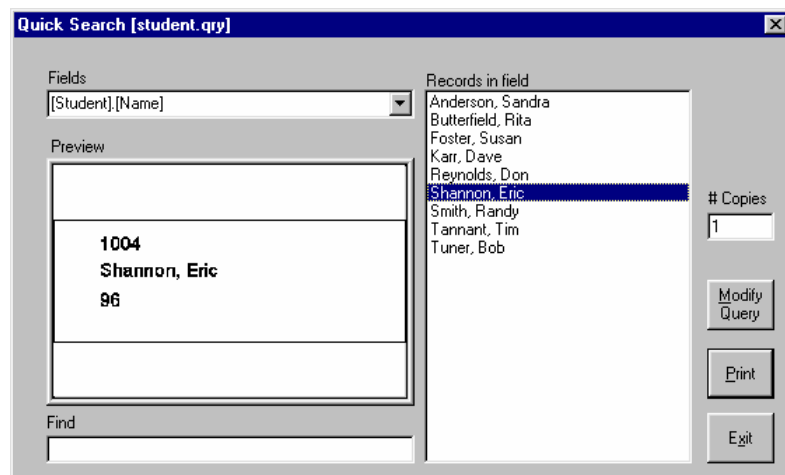 Quick Search [student.qry]
Fields
[Student].[Name]
Preview
1004
Shannon, Eric
96
Find
Records in field
Anderson, Sandra
Butterfield, Rita
Foster, Susan
Karr, Dave
Reynolds, Don
Shannon, Eric
Smith, Randy
Tannant, Tim
Tuner, Bob
# Copies
1
Modify
Query
Print
Exit